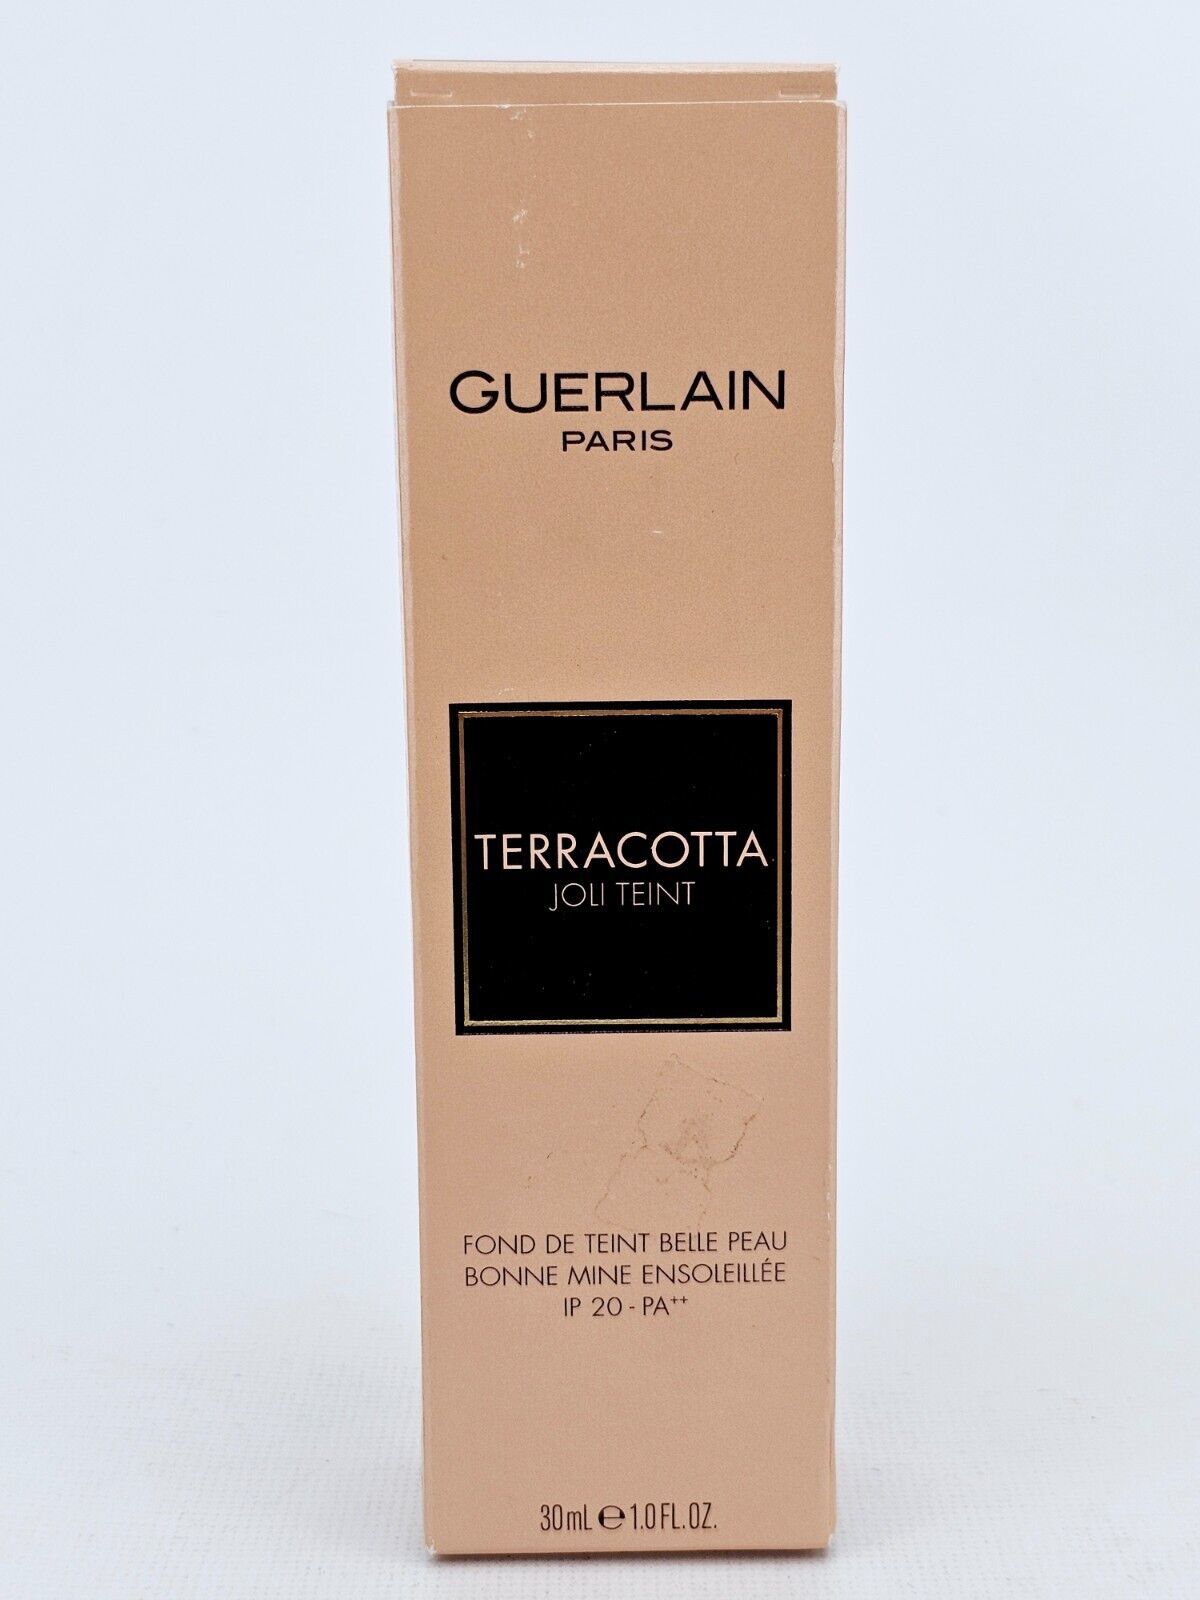 GUERLAIN
PARIS
TERRACOTTA
JOLI TEINT
FOND DE TEINT BELLE PEAU
BONNE MINE ENSOLEILLÉE
IP 20 - PA++
30mL ℮ 1.0 FL.OZ.